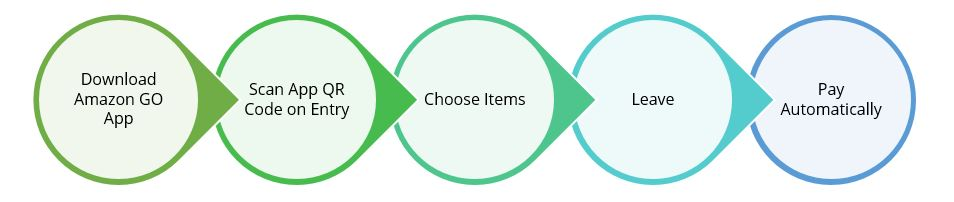 Download
Amazon GO
App
Scan App QR
Code on Entry
Choose Items
Leave
Pay
Automatically